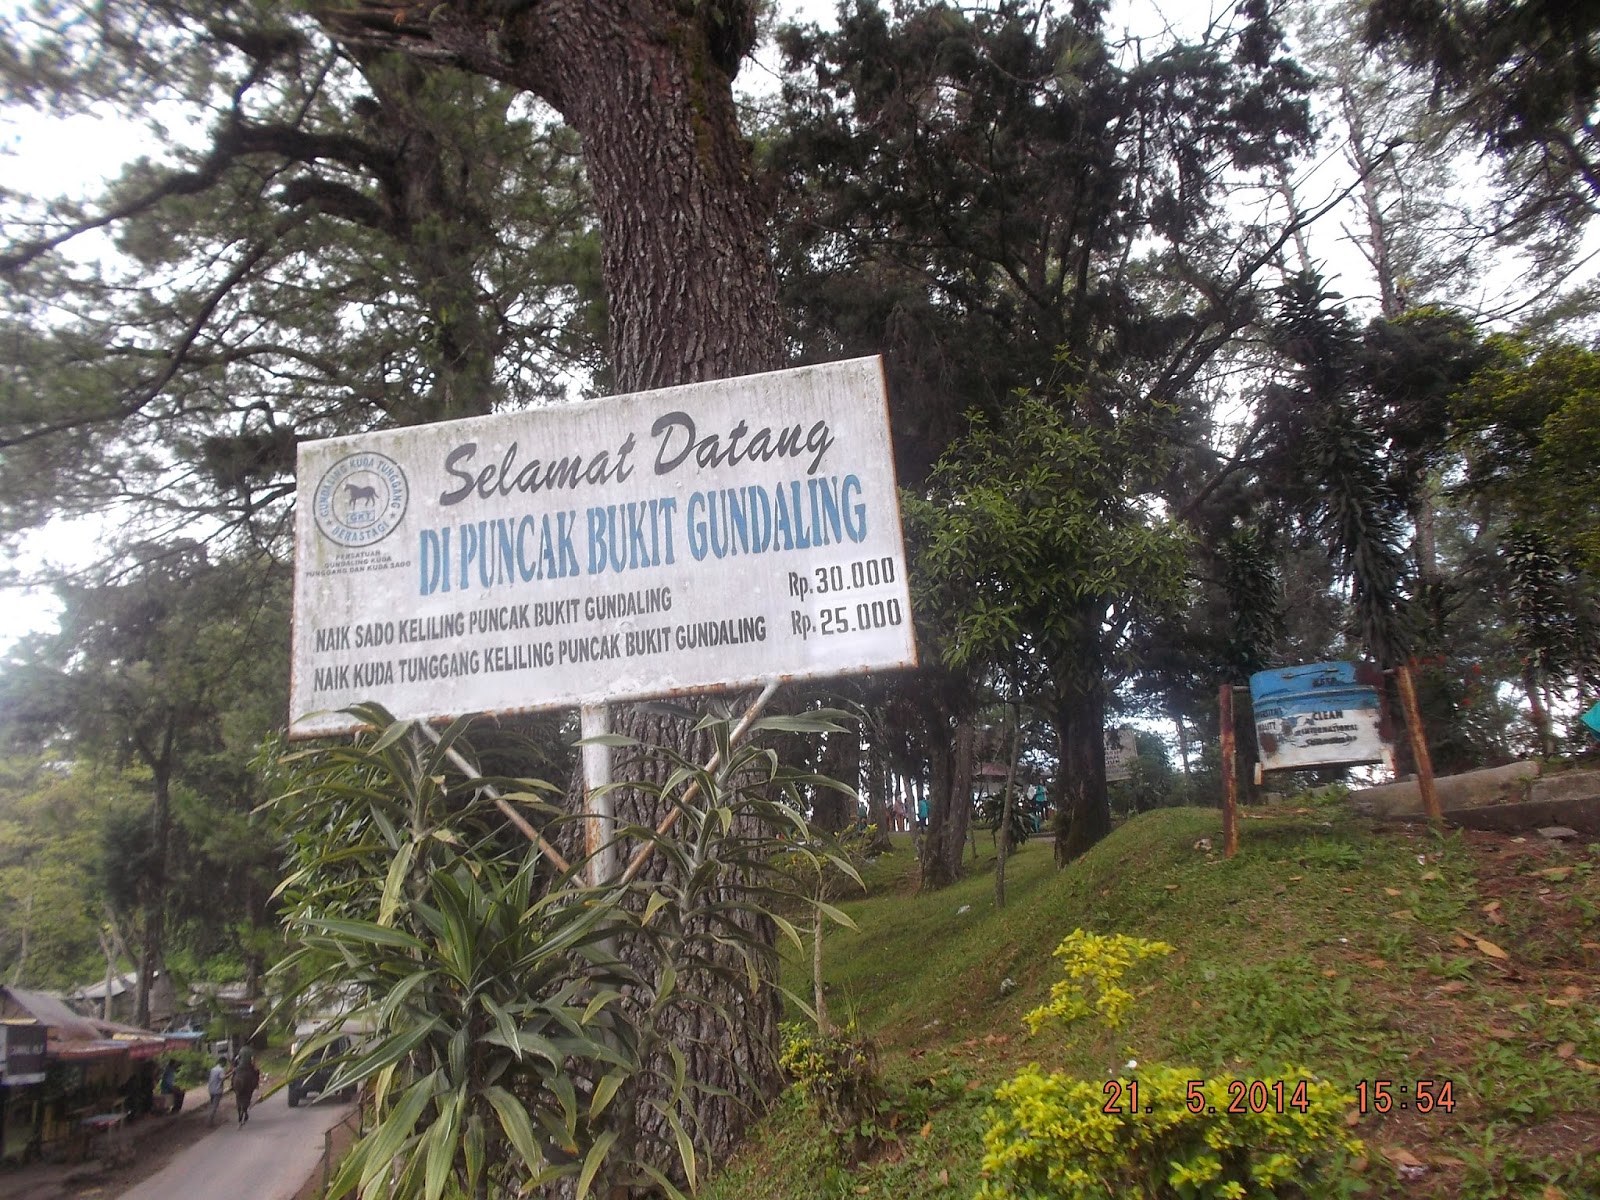 Selamat Datang
DI PUNCAK BUKIT GUNDALING
NAIK SADO KELILING PUNCAK BUKIT GUNDALING Rp. 30.000
NAIK KUDA TUNGGANG KELILING PUNCAK BUKIT GUNDALING Rp. 25.000
GUNDALING KUDA TUNGGANG
GKT
BERASTAGI
PERSATUAN
GUNDALING KUDA
TUNGGANG DAN KUDA SADO
CLEAN
21. 5.2014 15:54